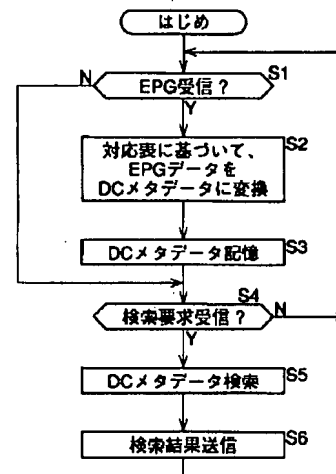 はじめ
N
EPG受信？
S1
Y
対応表に基づいて、
EPGデータを
DCメタデータに変換
S2
DCメタデータ記憶
S3
検索要求受信？
S4
N
Y
DCメタデータ検索
S5
検索結果送信
S6